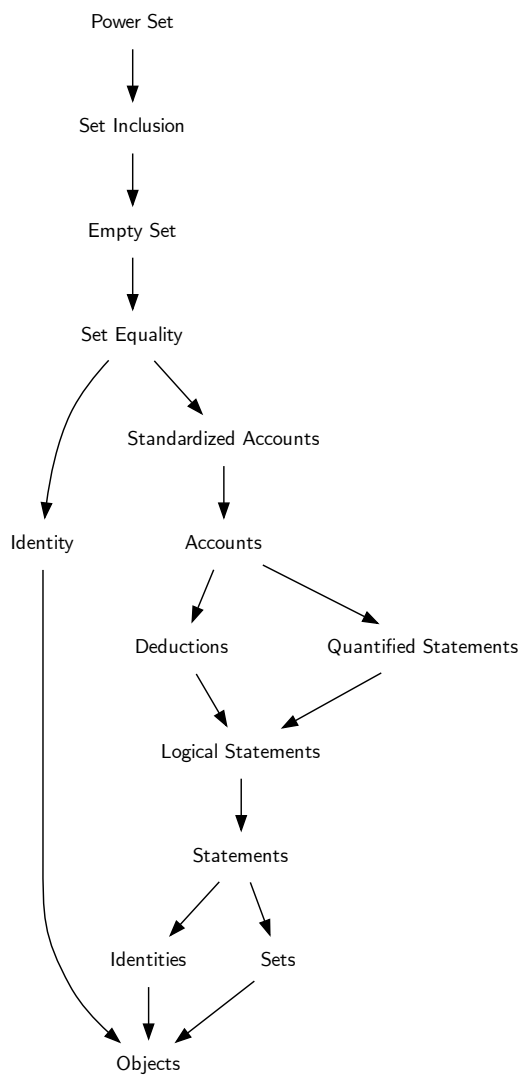 Power Set
Set Inclusion
Empty Set
Set Equality
Standardized Accounts
Identity
Accounts
Deductions
Quantified Statements
Logical Statements
Statements
Identities
Sets
Objects